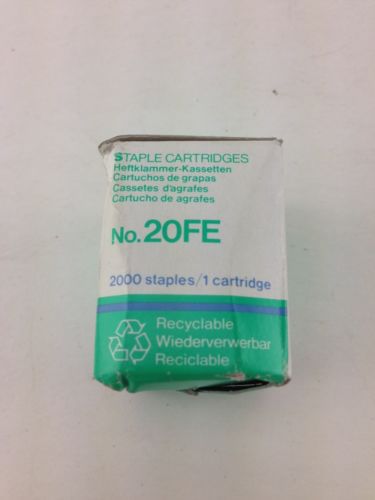 STAPLE CARTRIDGES
Heftklammer-Kassetten
Cartuchos de grapas
Cassetes d'agrafes
Cartucho de agrafes
No.20FE
2000 staples/1 cartridge
Recyclable
Wiederverwerbar
Reciclable